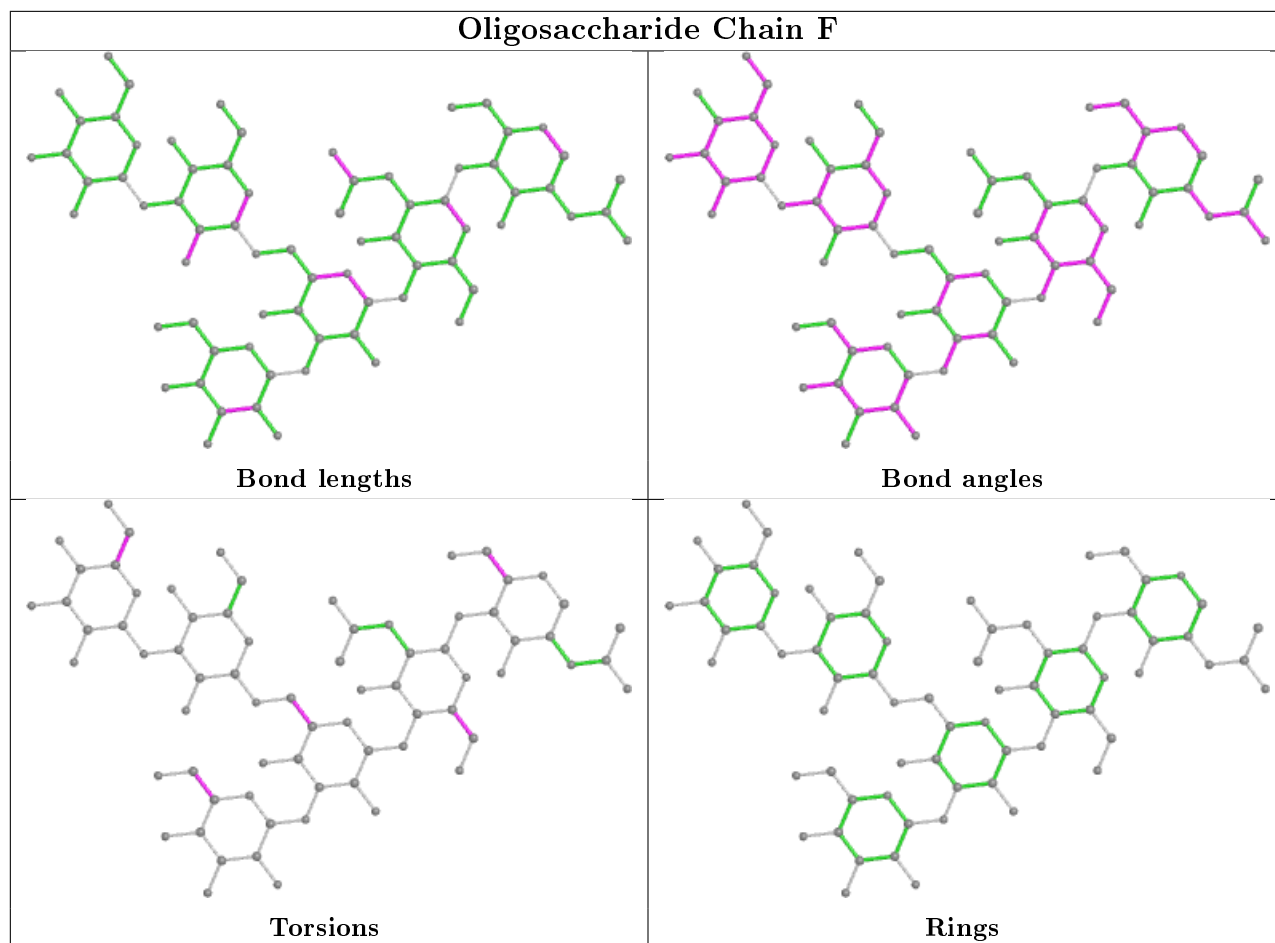 Oligosaccharide Chain F
Bond lengths
Bond angles
Torsions
Rings